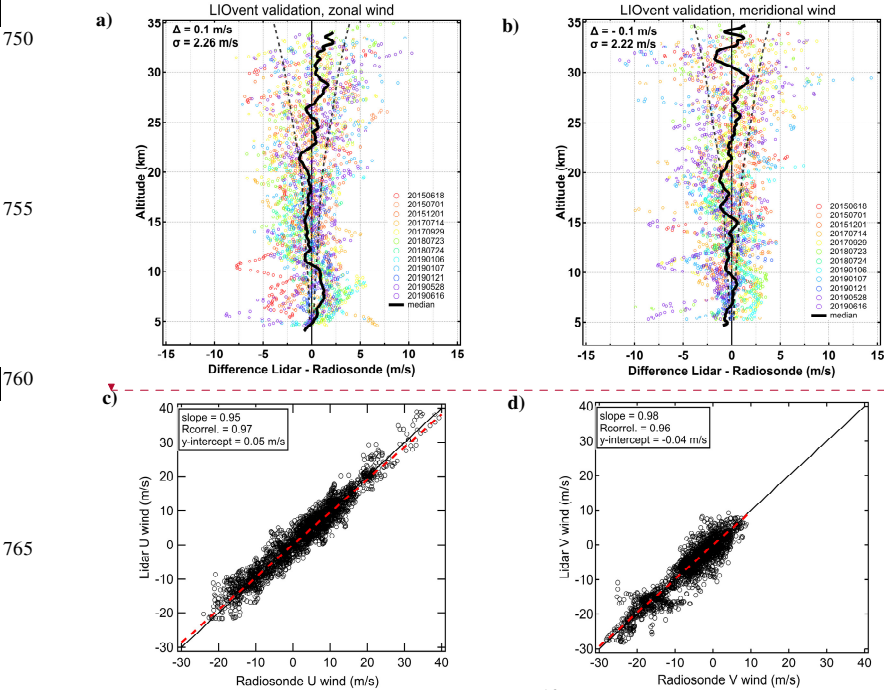 750
755
760
765
a)
LIOvent validation, zonal wind
Δ = 0.1 m/s
σ = 2.26 m/s
Altitude (km)
35
30
25
20
15
10
5
20150618
20150701
20151201
20170714
20170929
20180723
20180724
20190106
20190107
20190121
20190528
20190616
median
-15 -10 -5 0 5 10 15
Difference Lidar - Radiosonde (m/s)
b)
LIOvent validation, meridional wind
Δ = - 0.1 m/s
σ = 2.22 m/s
Altitude (km)
35
30
25
20
15
10
5
20150618
20150701
20151201
20170714
20170929
20180723
20180724
20190106
20190107
20190121
20190528
20190616
median
-15 -10 -5 0 5 10 15
Difference Lidar - Radiosonde (m/s)
c)
slope = 0.95
Rcorrel. = 0.97
y-intercept = 0.05 m/s
Lidar U wind (m/s)
40
30
20
10
0
-10
-20
-30
-30 -20 -10 0 10 20 30 40
Radiosonde U wind (m/s)
d)
slope = 0.98
Rcorrel. = 0.96
y-intercept = -0.04 m/s
Lidar V wind (m/s)
40
30
20
10
0
-10
-20
-30
-30 -20 -10 0 10 20 30 40
Radiosonde V wind (m/s)